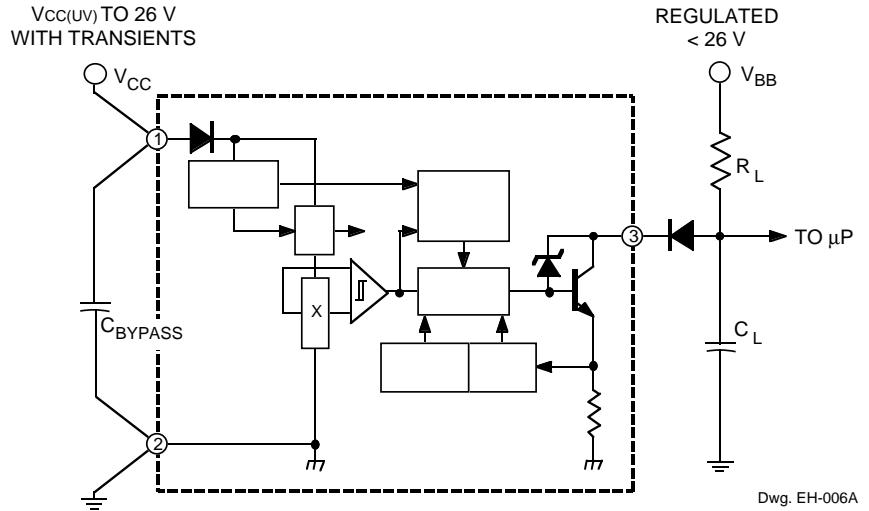 VCC(UV) TO 26 V
WITH TRANSIENTS
REGULATED
< 26 V
VCC
VBB
1
RL
3
TO µP
X
CBYPASS
CL
2
Dwg. EH-006A